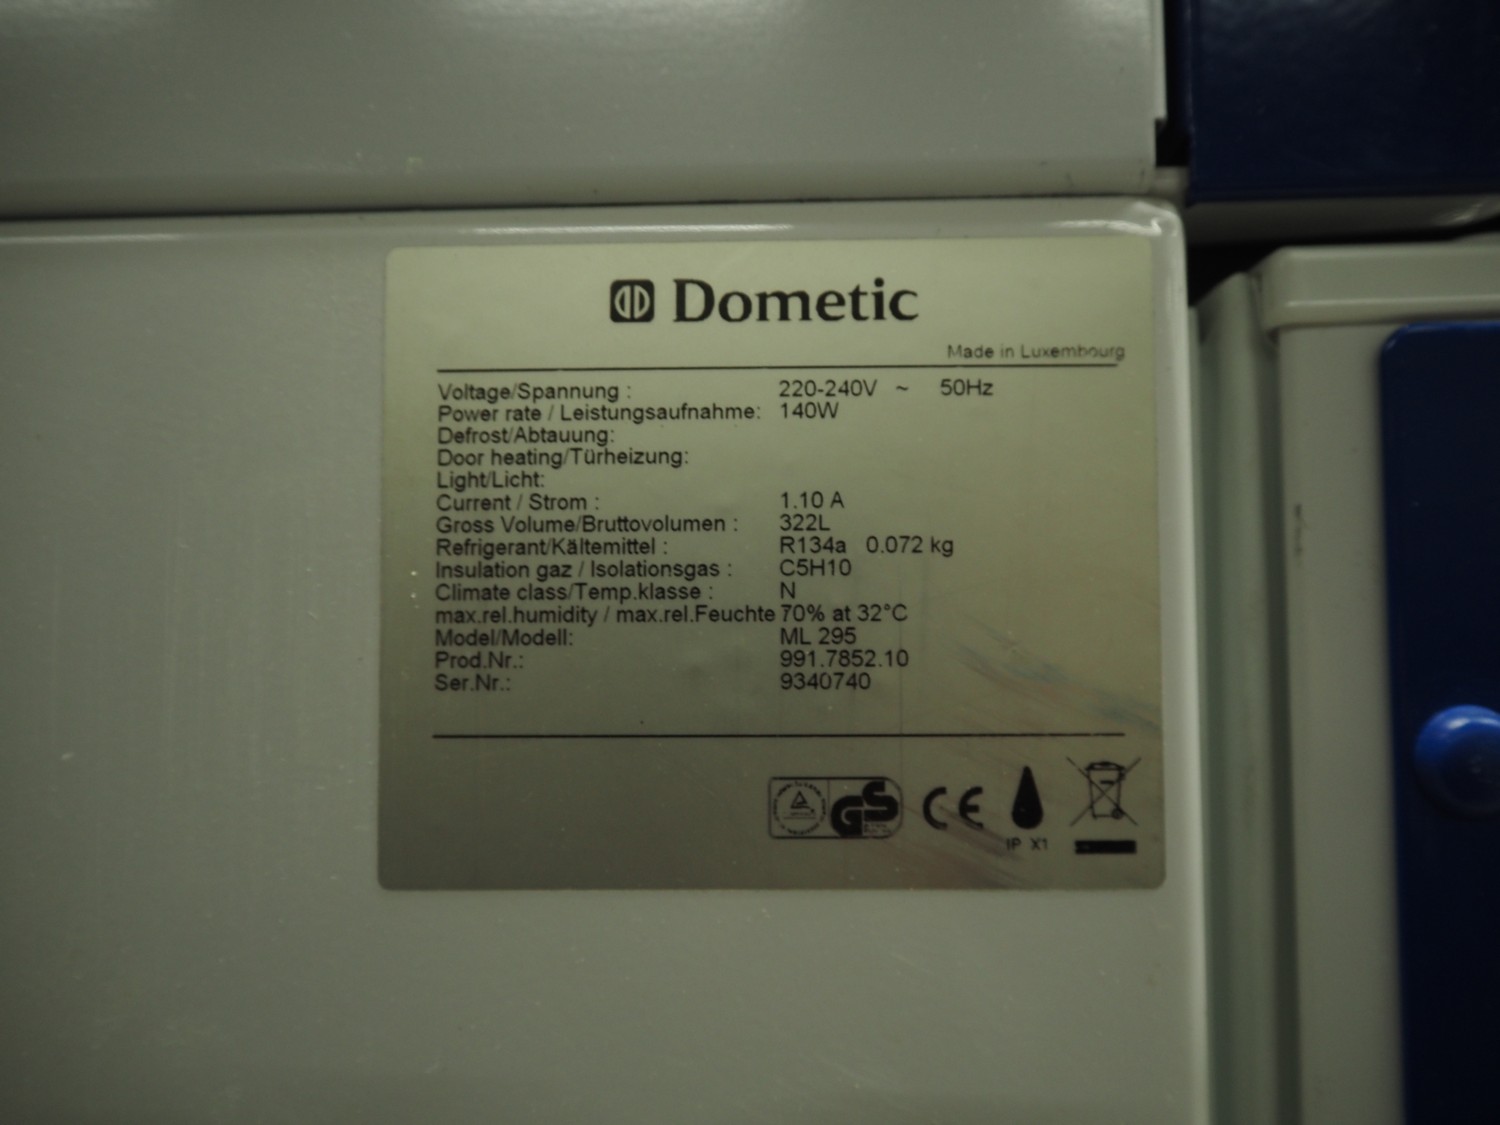 Dometic
Made in Luxembourg
Voltage/Spannung : 220-240V ~ 50Hz
Power rate / Leistungsaufnahme: 140W
Defrost/Abtauung:
Door heating/Türheizung:
Light/Licht:
Current / Strom : 1.10 A
Gross Volume/Bruttovolumen : 322L
Refrigerant/Kältemittel : R134a 0.072 kg
Insulation gaz / Isolationsgas : C5H10
Climate class/Temp.klasse : N
max.rel.humidity / max.rel.Feuchte 70% at 32°C
Model/Modell: ML 295
Prod.Nr.: 991.7852.10
Ser.Nr.: 9340740
GS CE
IP X1